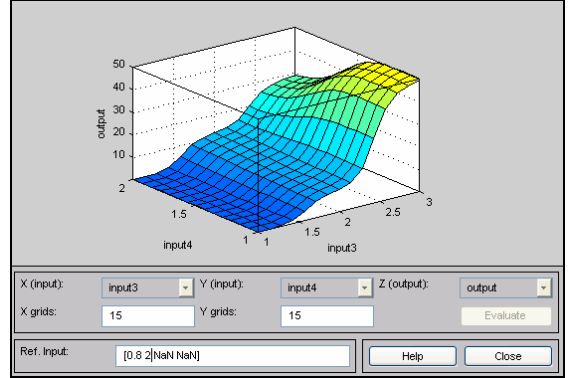 50
40
30
20
10
output
2
1.5
1
input4
1
1.5
2
2.5
3
input3
X (input): input3 Y (input): input4 Z (output): output
X grids: 15 Y grids: 15 Evaluate
Ref. Input: [0.8 2 NaN NaN] Help Close